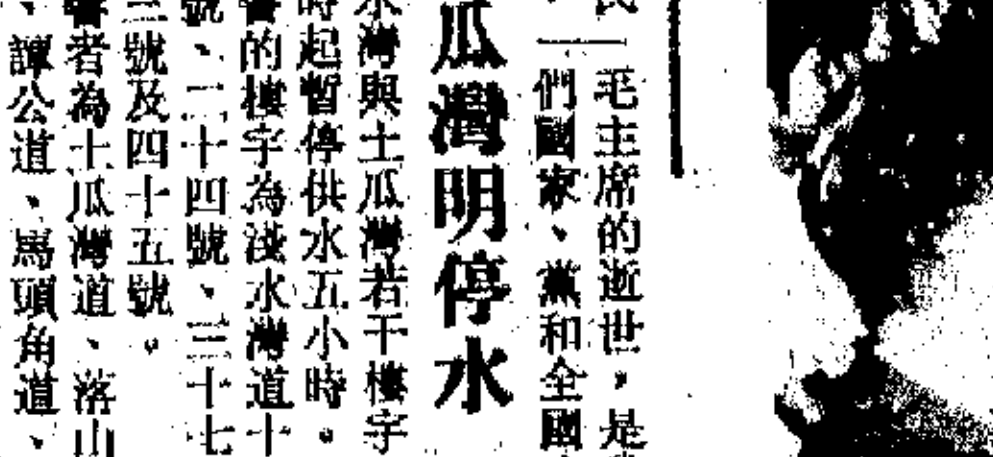 毛主席的逝世，是
們國家、黨和全國
瓜灣明停水
水灣與土瓜灣若干樓宇
時起暫停供水五小時。
的樓宇為淺水灣道十
號、二十四號、三十七
三號及四十五號。
者為土瓜灣道、落山
、譚公道、馬頭角道、